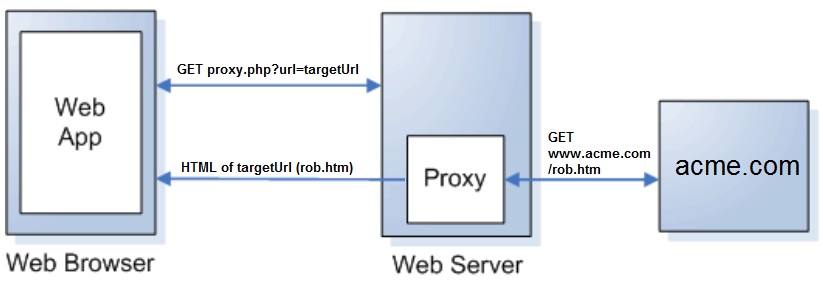 GET proxy.php?url=targetUrl
Web
App
GET
www.acme.com
/rob.htm
HTML of targetUrl (rob.htm)
Proxy
acme.com
Web Browser
Web Server